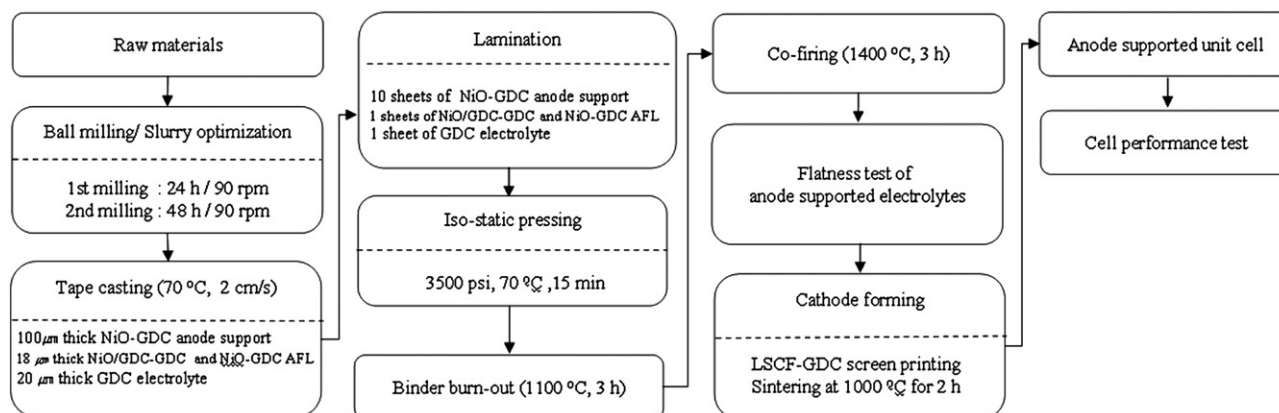 Raw materials
Ball milling/ Slurry optimization
1st milling : 24 h / 90 rpm
2nd milling : 48 h / 90 rpm
Tape casting (70 ºC, 2 cm/s)
100㎛ thick NiO-GDC anode support
18 ㎛ thick NiO/GDC-GDC and NiO-GDC AFL
20 ㎛ thick GDC electrolyte
Lamination
10 sheets of NiO-GDC anode support
1 sheets of NiO/GDC-GDC and NiO-GDC AFL
1 sheet of GDC electrolyte
Iso-static pressing
3500 psi, 70 ºC ,15 min
Binder burn-out (1100 ºC, 3 h)
Co-firing (1400 ºC, 3 h)
Flatness test of
anode supported electrolytes
Cathode forming
LSCF-GDC screen printing
Sintering at 1000 ºC for 2 h
Anode supported unit cell
Cell performance test